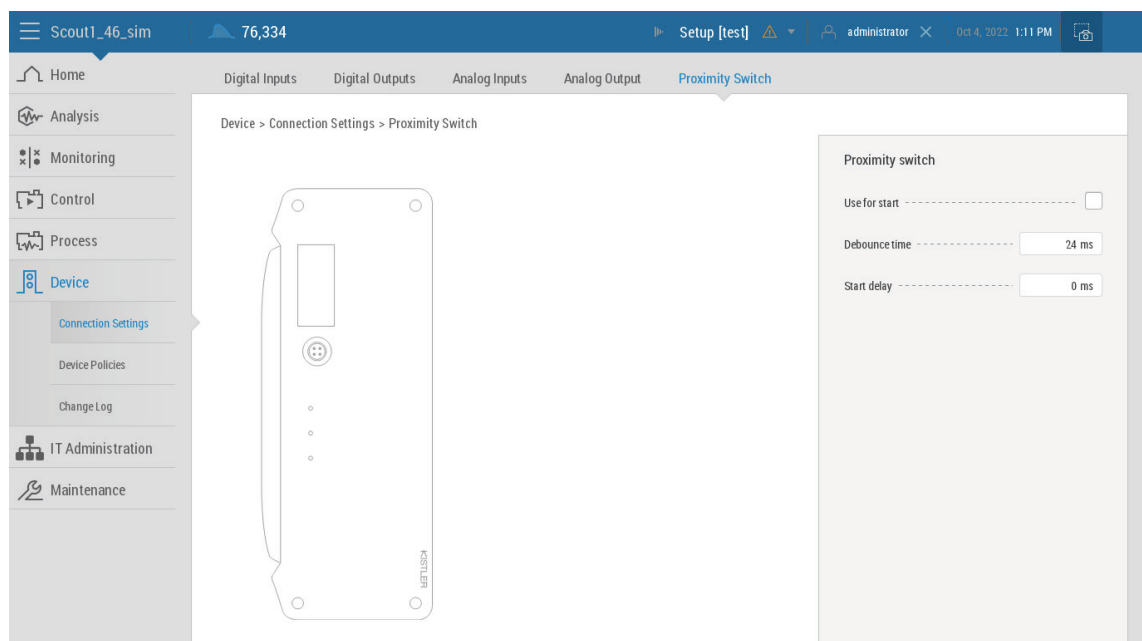 Scout1_46_sim 76,334 Setup [test] administrator Oct 4, 2022 1:11 PM
Home
Analysis
Monitoring
Control
Process
Device
Connection Settings
Device Policies
Change Log
IT Administration
Maintenance
Digital Inputs Digital Outputs Analog Inputs Analog Output Proximity Switch
Device > Connection Settings > Proximity Switch
KISTLER
Proximity switch
Use for start
Debounce time 24 ms
Start delay 0 ms